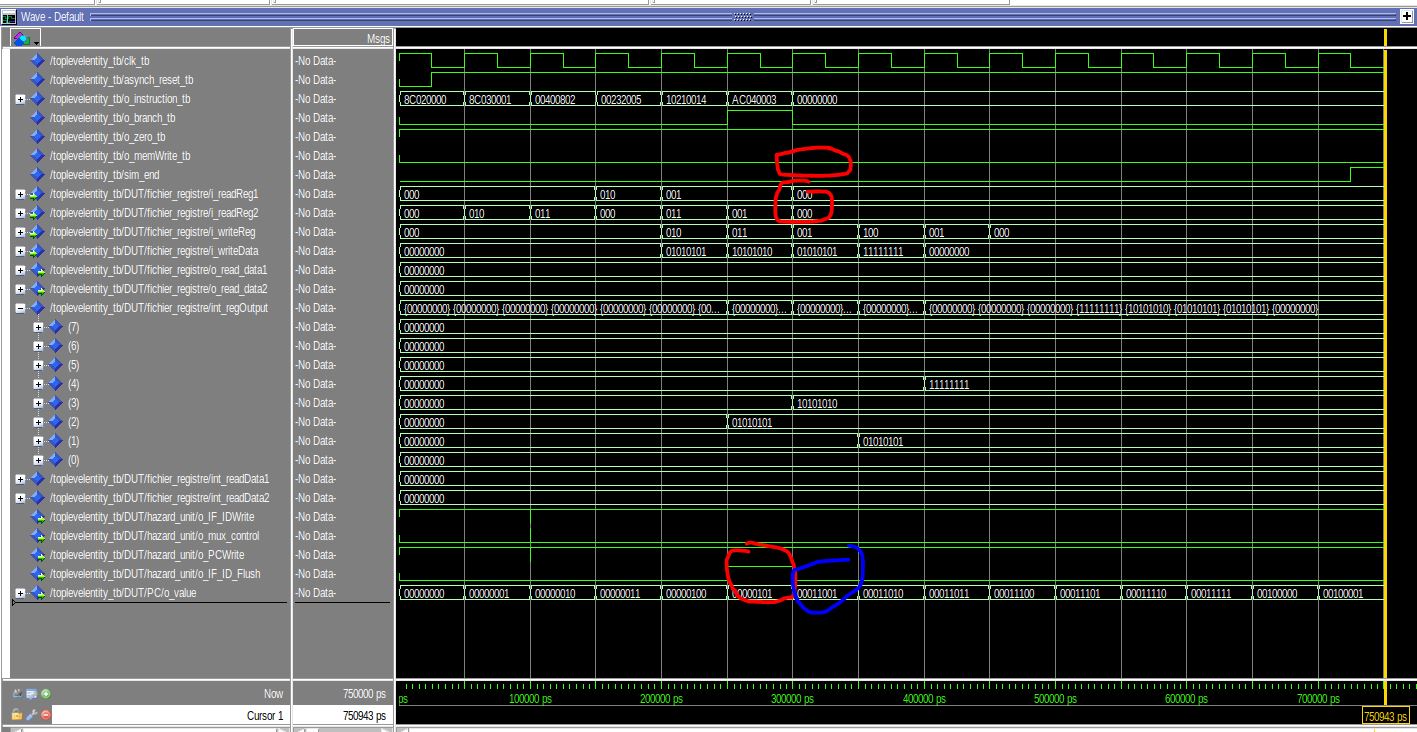 Wave - Default
Msgs
/toplevelentity_tb/clk_tb -No Data-
/toplevelentity_tb/asynch_reset_tb -No Data-
/toplevelentity_tb/o_instruction_tb -No Data- 8C020000 8C030001 00400802 00232005 10210014 AC040003 00000000
/toplevelentity_tb/o_branch_tb -No Data-
/toplevelentity_tb/o_zero_tb -No Data-
/toplevelentity_tb/o_memWrite_tb -No Data-
/toplevelentity_tb/sim_end -No Data-
/toplevelentity_tb/DUT/fichier_registre/i_readReg1 -No Data- 000 010 001 000
/toplevelentity_tb/DUT/fichier_registre/i_readReg2 -No Data- 000 010 011 000 011 001 000
/toplevelentity_tb/DUT/fichier_registre/i_writeReg -No Data- 000 010 011 001 100 001 000
/toplevelentity_tb/DUT/fichier_registre/i_writeData -No Data- 00000000 01010101 10101010 01010101 11111111 00000000
/toplevelentity_tb/DUT/fichier_registre/o_read_data1 -No Data- 00000000
/toplevelentity_tb/DUT/fichier_registre/o_read_data2 -No Data- 00000000
/toplevelentity_tb/DUT/fichier_registre/int_regOutput -No Data- {00000000} {00000000} {00000000} {00000000} {00000000} {00000000} {00... {00000000}... {00000000}... {00000000}... {00000000} {00000000} {00000000} {11111111} {10101010} {01010101} {01010101} {00000000}
(7) -No Data- 00000000
(6) -No Data- 00000000
(5) -No Data- 00000000
(4) -No Data- 00000000 11111111
(3) -No Data- 00000000 10101010
(2) -No Data- 00000000 01010101
(1) -No Data- 00000000 01010101
(0) -No Data- 00000000
/toplevelentity_tb/DUT/fichier_registre/int_readData1 -No Data- 00000000
/toplevelentity_tb/DUT/fichier_registre/int_readData2 -No Data- 00000000
/toplevelentity_tb/DUT/hazard_unit/o_IF_IDWrite -No Data-
/toplevelentity_tb/DUT/hazard_unit/o_mux_control -No Data-
/toplevelentity_tb/DUT/hazard_unit/o_PCWrite -No Data-
/toplevelentity_tb/DUT/hazard_unit/o_IF_ID_Flush -No Data-
/toplevelentity_tb/DUT/PC/o_value -No Data- 00000000 00000001 00000010 00000011 00000100 00000101 00011001 00011010 00011011 00011100 00011101 00011110 00011111 00100000 00100001
Now 750000 ps ps 100000 ps 200000 ps 300000 ps 400000 ps 500000 ps 600000 ps 700000 ps
Cursor 1 750943 ps 750943 ps